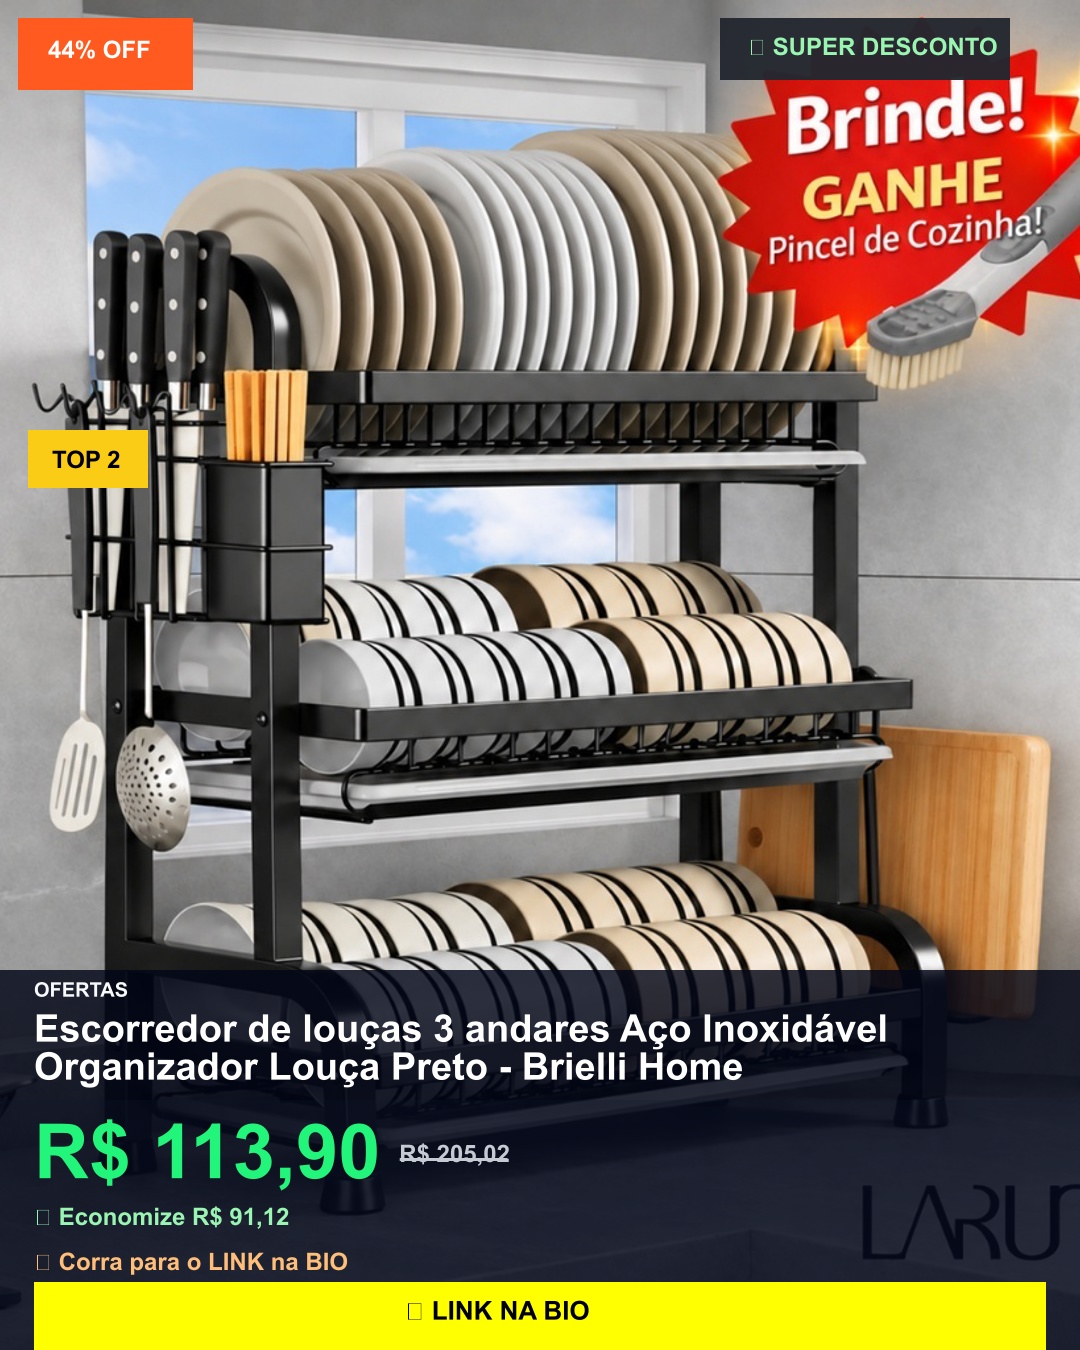 44% OFF
SUPER DESCONTO
Brinde!
GANHE
Pincel de Cozinha!
TOP 2
OFERTAS
Escorredor de louças 3 andares Aço Inoxidável
Organizador Louça Preto - Brielli Home
R$ 113,90 R$ 205,02
Economize R$ 91,12
Corra para o LINK na BIO
LINK NA BIO